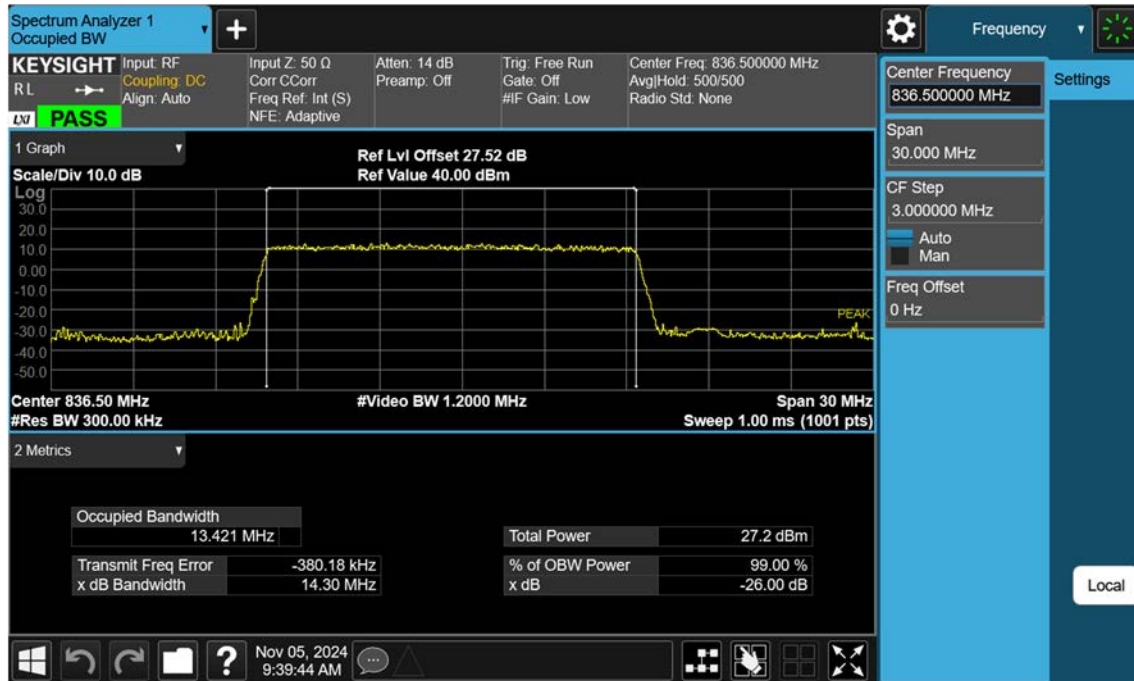 Spectrum Analyzer 1
Occupied BW
+
Frequency
KEYSIGHT
R L
LXI PASS
Input: RF
Coupling: DC
Align: Auto
Input Z: 50 Ω
Corr CCorr
Freq Ref: Int (S)
NFE: Adaptive
Atten: 14 dB
Preamp: Off
Trig: Free Run
Gate: Off
#IF Gain: Low
Center Freq: 836.500000 MHz
Avg|Hold: 500/500
Radio Std: None
Center Frequency
836.500000 MHz
Settings
Span
30.000 MHz
CF Step
3.000000 MHz
Auto
Man
Freq Offset
0 Hz
Local
1 Graph
Scale/Div 10.0 dB
Ref Lvl Offset 27.52 dB
Ref Value 40.00 dBm
Log
30.0
20.0
10.0
0.00
-10.0
-20.0
-30.0
-40.0
-50.0
PEAK
Center 836.50 MHz
#Video BW 1.2000 MHz
Span 30 MHz
#Res BW 300.00 kHz
Sweep 1.00 ms (1001 pts)
2 Metrics
Occupied Bandwidth
13.421 MHz
Total Power 27.2 dBm
Transmit Freq Error -380.18 kHz
% of OBW Power 99.00 %
x dB Bandwidth 14.30 MHz
x dB -26.00 dB
?
Nov 05, 2024
9:39:44 AM